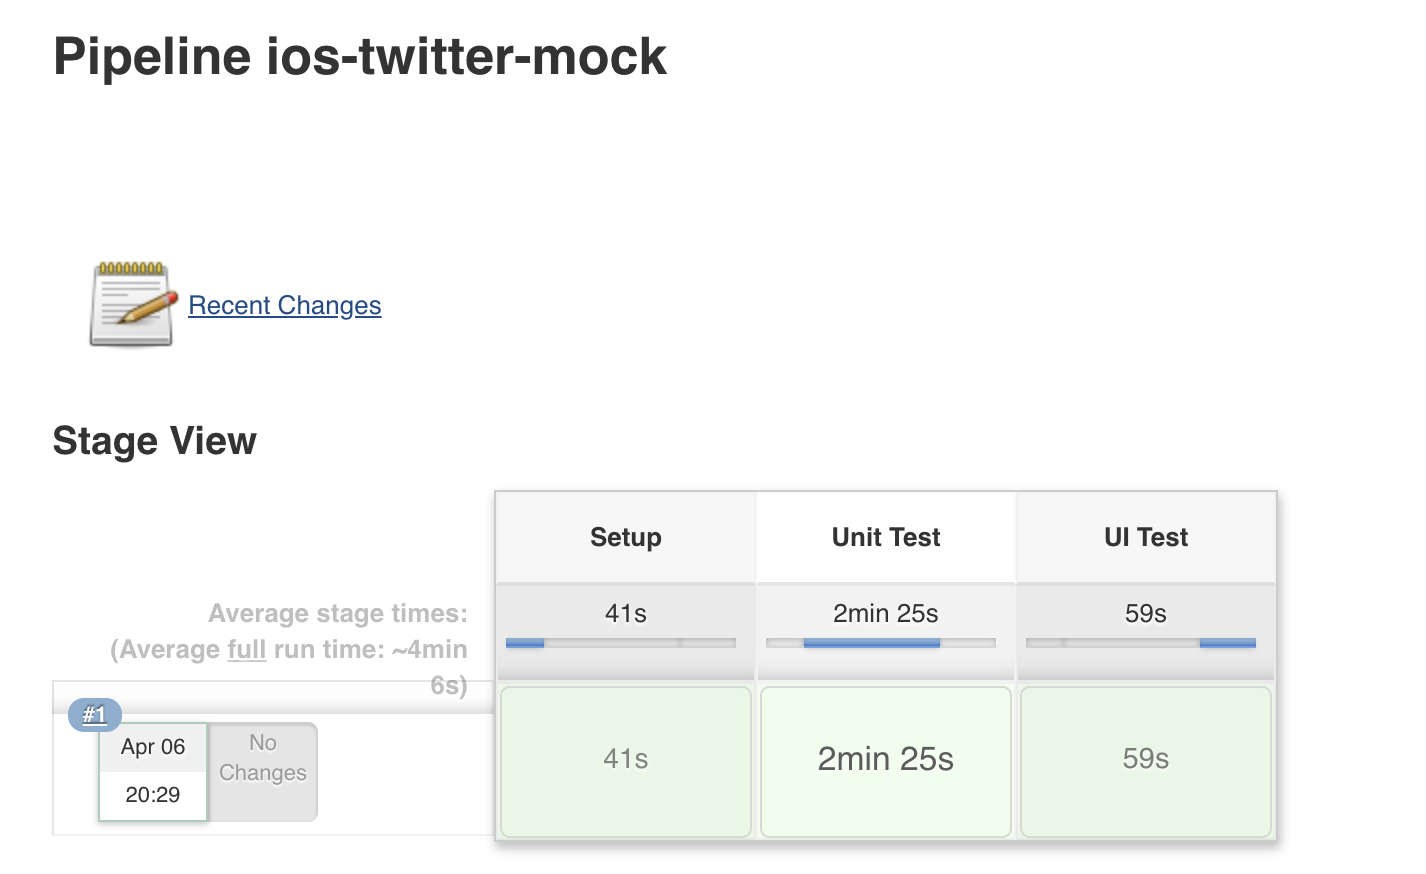 Pipeline ios-twitter-mock
Recent Changes
Stage View
Setup Unit Test UI Test
Average stage times:
(Average full run time: ~4min
6s)
41s 2min 25s 59s
#1
Apr 06
20:29
No
Changes
41s 2min 25s 59s